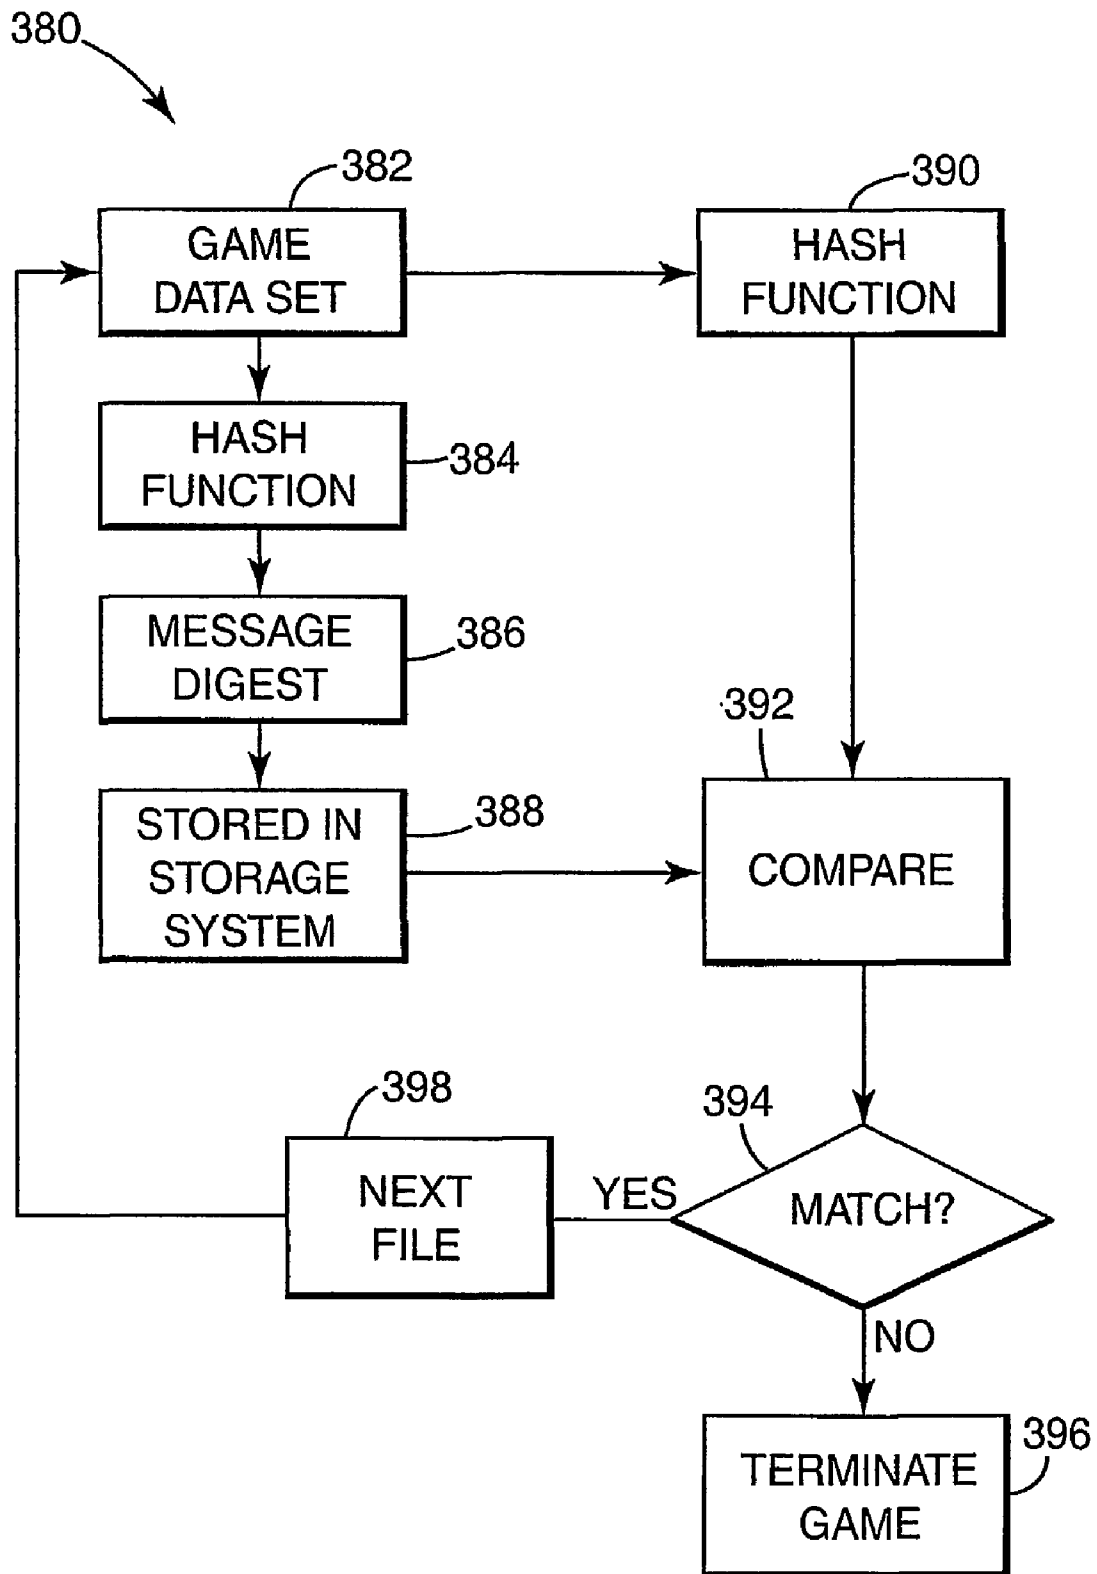 380
382
GAME
DATA SET
390
HASH
FUNCTION
HASH
FUNCTION
384
MESSAGE
DIGEST
386
STORED IN
STORAGE
SYSTEM
388
392
COMPARE
398
NEXT
FILE
YES
394
MATCH?
NO
TERMINATE
GAME
396